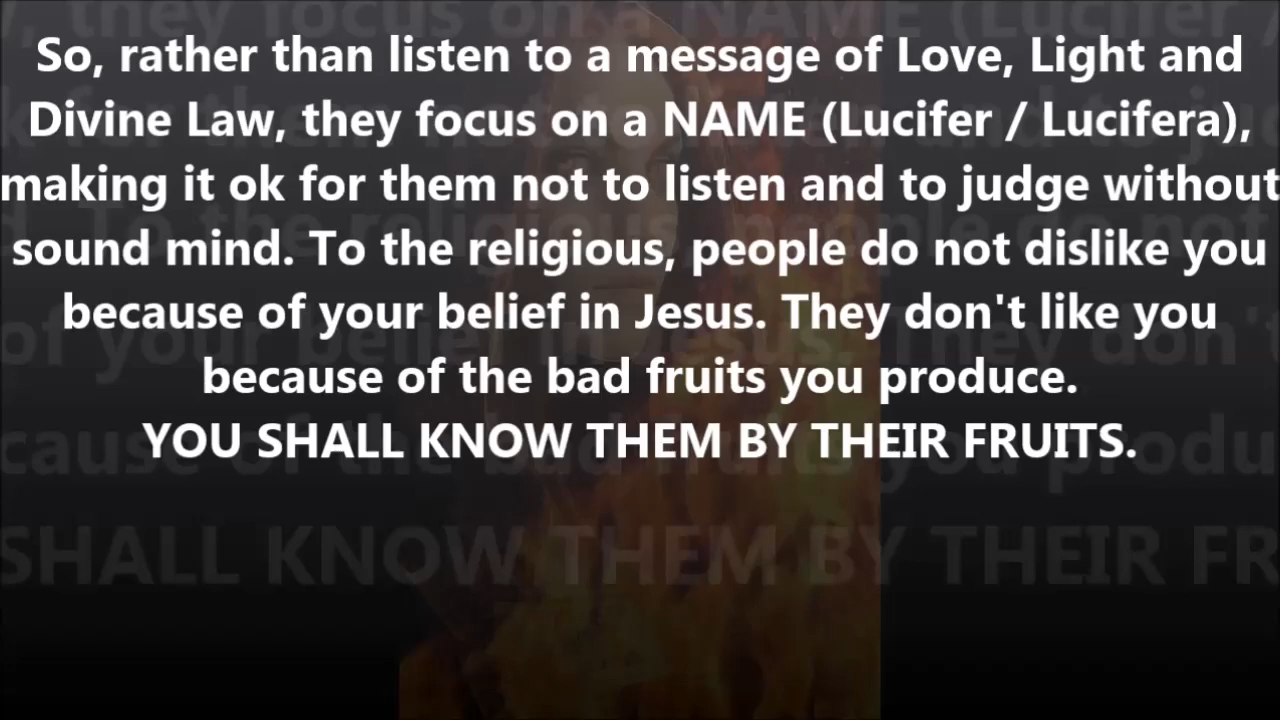 So, rather than listen to a message of Love, Light and
Divine Law, they focus on a NAME (Lucifer / Lucifera),
making it ok for them not to listen and to judge without
sound mind. To the religious, people do not dislike you
because of your belief in Jesus. They don't like you
because of the bad fruits you produce.
YOU SHALL KNOW THEM BY THEIR FRUITS.